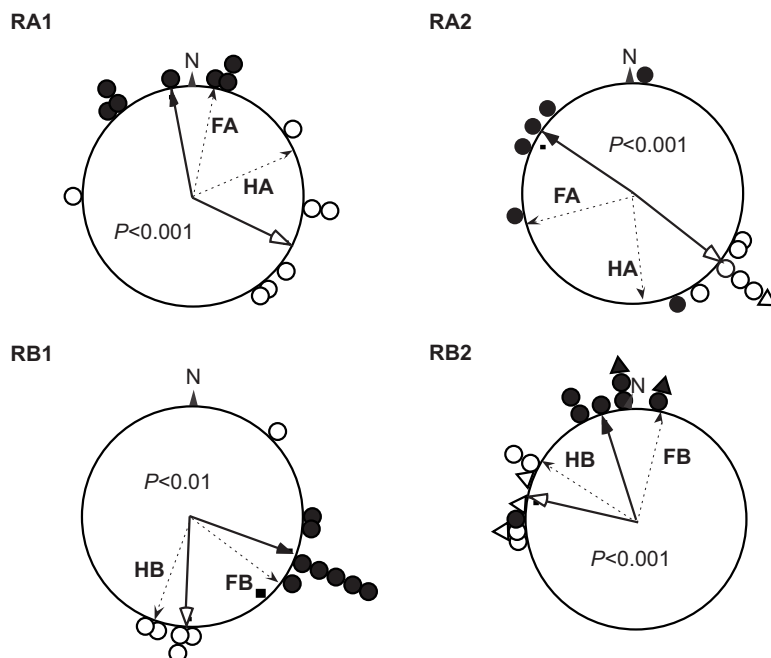 RA1
N
FA
HA
P<0.001
RA2
N
P<0.001
FA
HA
RB1
N
P<0.01
HB
FB
RB2
N
HB
FB
P<0.001